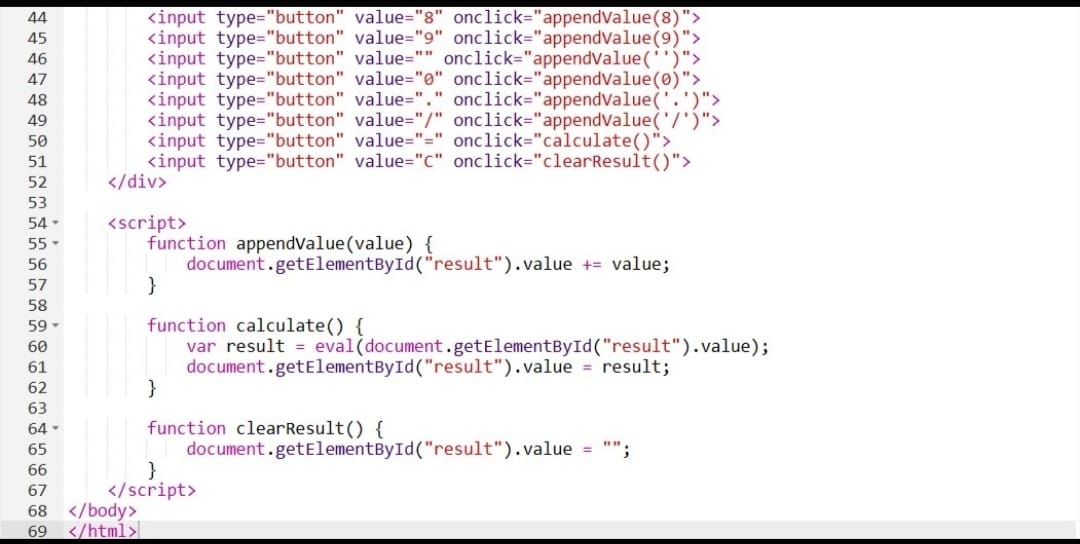 44 <input type="button" value="8" onclick="appendValue(8)">
45 <input type="button" value="9" onclick="appendValue(9)">
46 <input type="button" value="" onclick="appendValue('')">
47 <input type="button" value="0" onclick="appendValue(0)">
48 <input type="button" value="." onclick="appendValue('.')">
49 <input type="button" value="/" onclick="appendValue('/')">
50 <input type="button" value="=" onclick="calculate()">
51 <input type="button" value="C" onclick="clearResult()">
52 </div>
53
54 <script>
55 function appendValue(value) {
56 document.getElementById("result").value += value;
57 }
58
59 function calculate() {
60 var result = eval(document.getElementById("result").value);
61 document.getElementById("result").value = result;
62 }
63
64 function clearResult() {
65 document.getElementById("result").value = "";
66 }
67 </script>
68 </body>
69 </html>